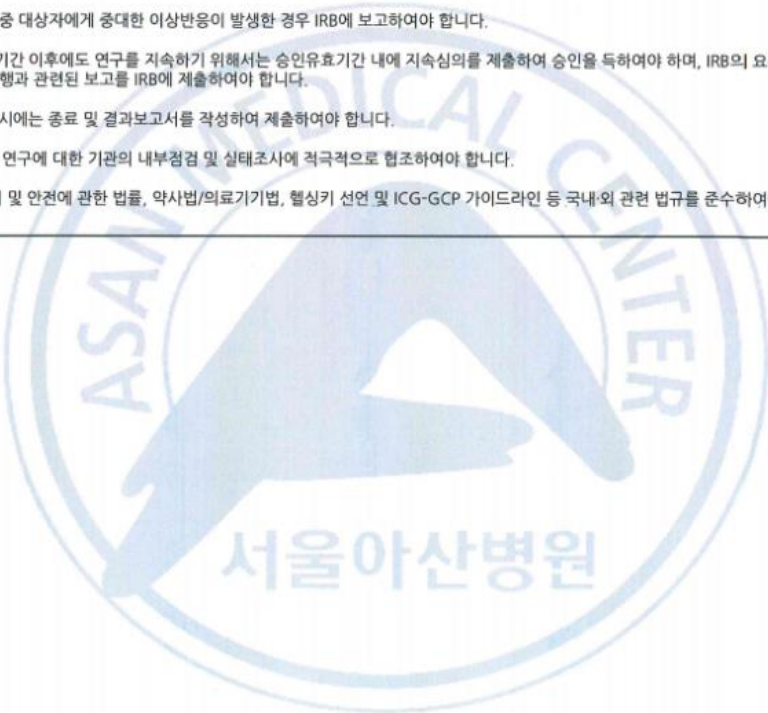 중 대상자에게 중대한 이상반응이 발생한 경우 IRB에 보고하여야 합니다.
기간 이후에도 연구를 지속하기 위해서는 승인유효기간 내에 지속심의를 제출하여 승인을 득하여야 하며, IRB의 요
행과 관련된 보고를 IRB에 제출하여야 합니다.
시에는 종료 및 결과보고서를 작성하여 제출하여야 합니다.
연구에 대한 기관의 내부점검 및 실태조사에 적극적으로 협조하여야 합니다.
및 안전에 관한 법률, 약사법/의료기기법, 헬싱키 선언 및 ICG-GCP 가이드라인 등 국내·외 관련 법규를 준수하여
ASAN MEDICAL CENTER
서울아산병원